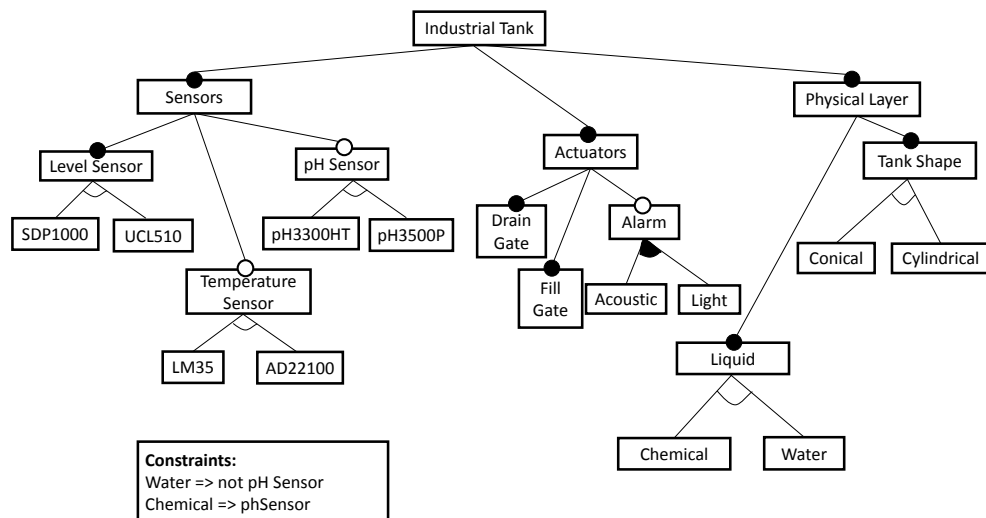 Industrial Tank
Sensors
Actuators
Physical Layer
Level Sensor
pH Sensor
Tank Shape
SDP1000
UCL510
pH3300HT
pH3500P
Drain
Gate
Alarm
Conical
Cylindrical
Temperature
Sensor
Fill
Gate
Acoustic
Light
LM35
AD22100
Liquid
Chemical
Water
Constraints:
Water => not pH Sensor
Chemical => phSensor